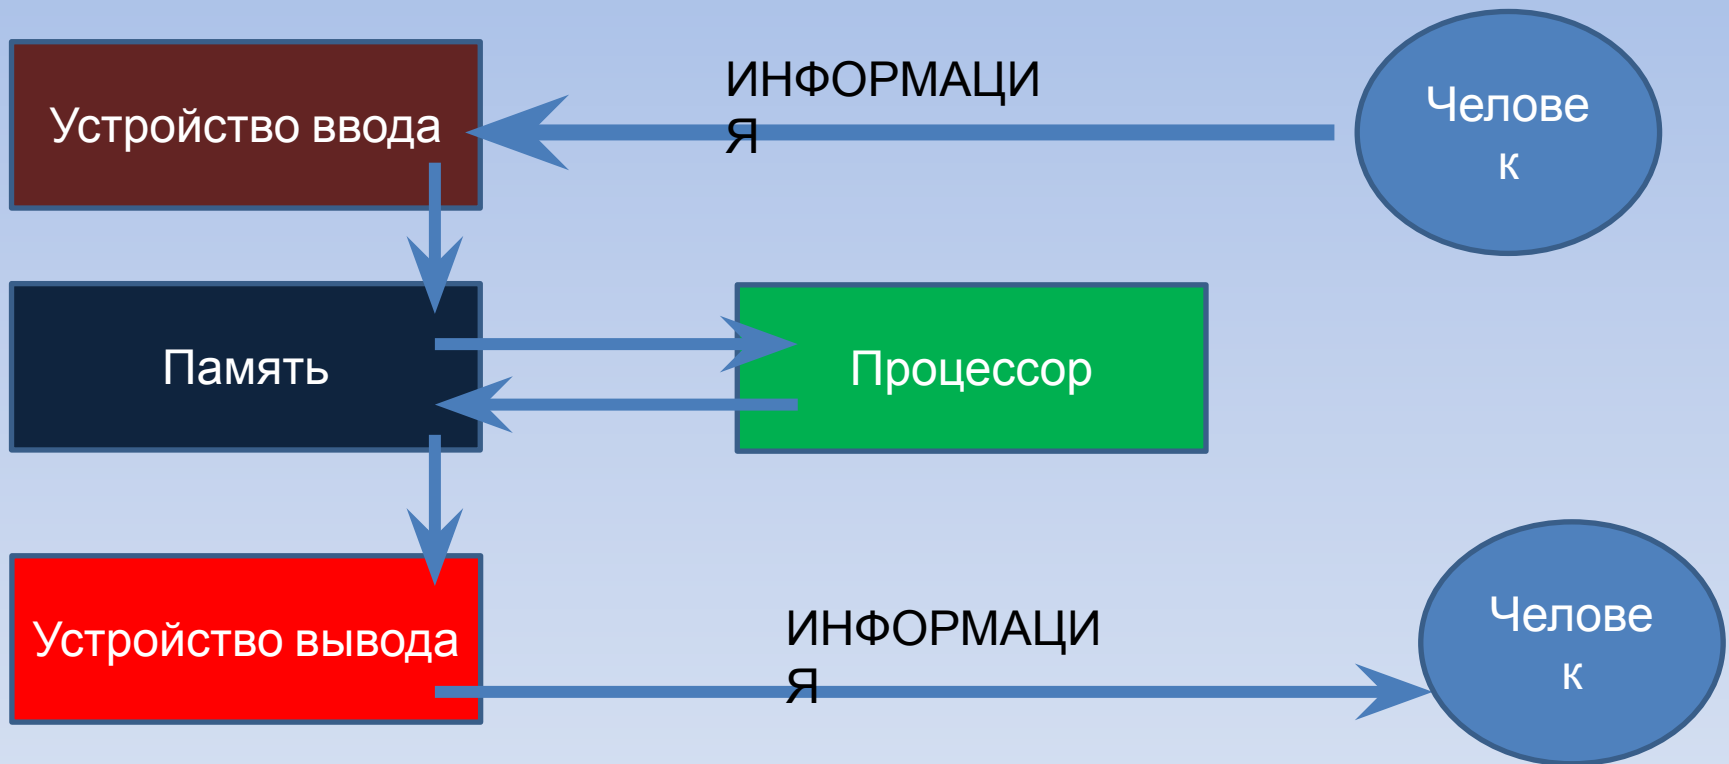 Устройство ввода
ИНФОРМАЦИ
Я
Челове
к
Память
Процессор
Устройство вывода
ИНФОРМАЦИ
Я
Челове
к